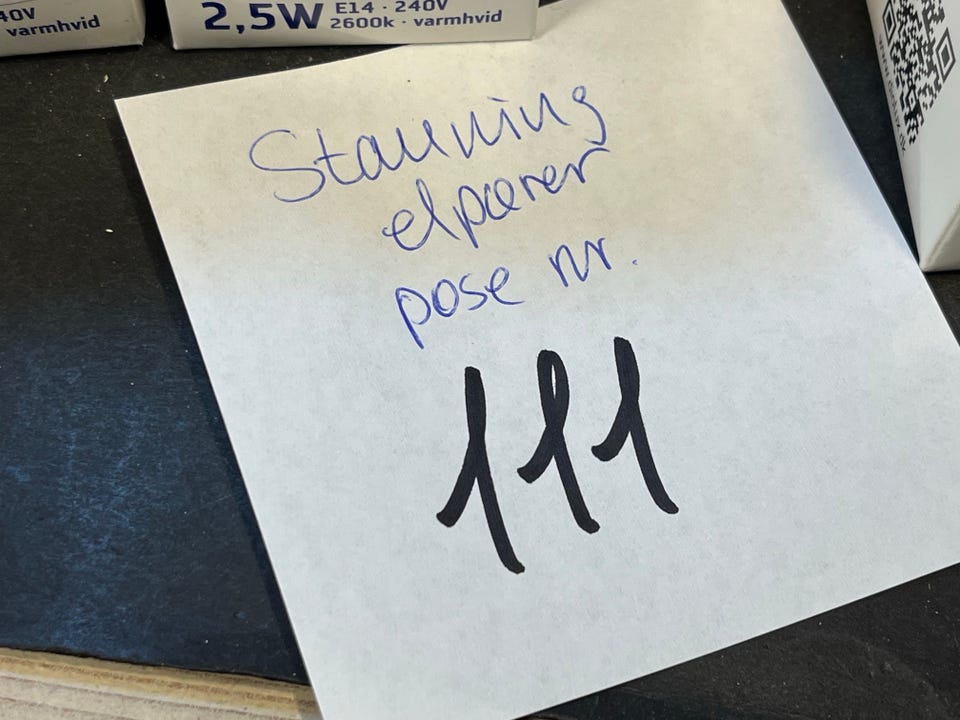 40V
varmhvid
2,5W E14 · 240V
2600k · varmhvid
Stauning
elpærer
pose nr.
111